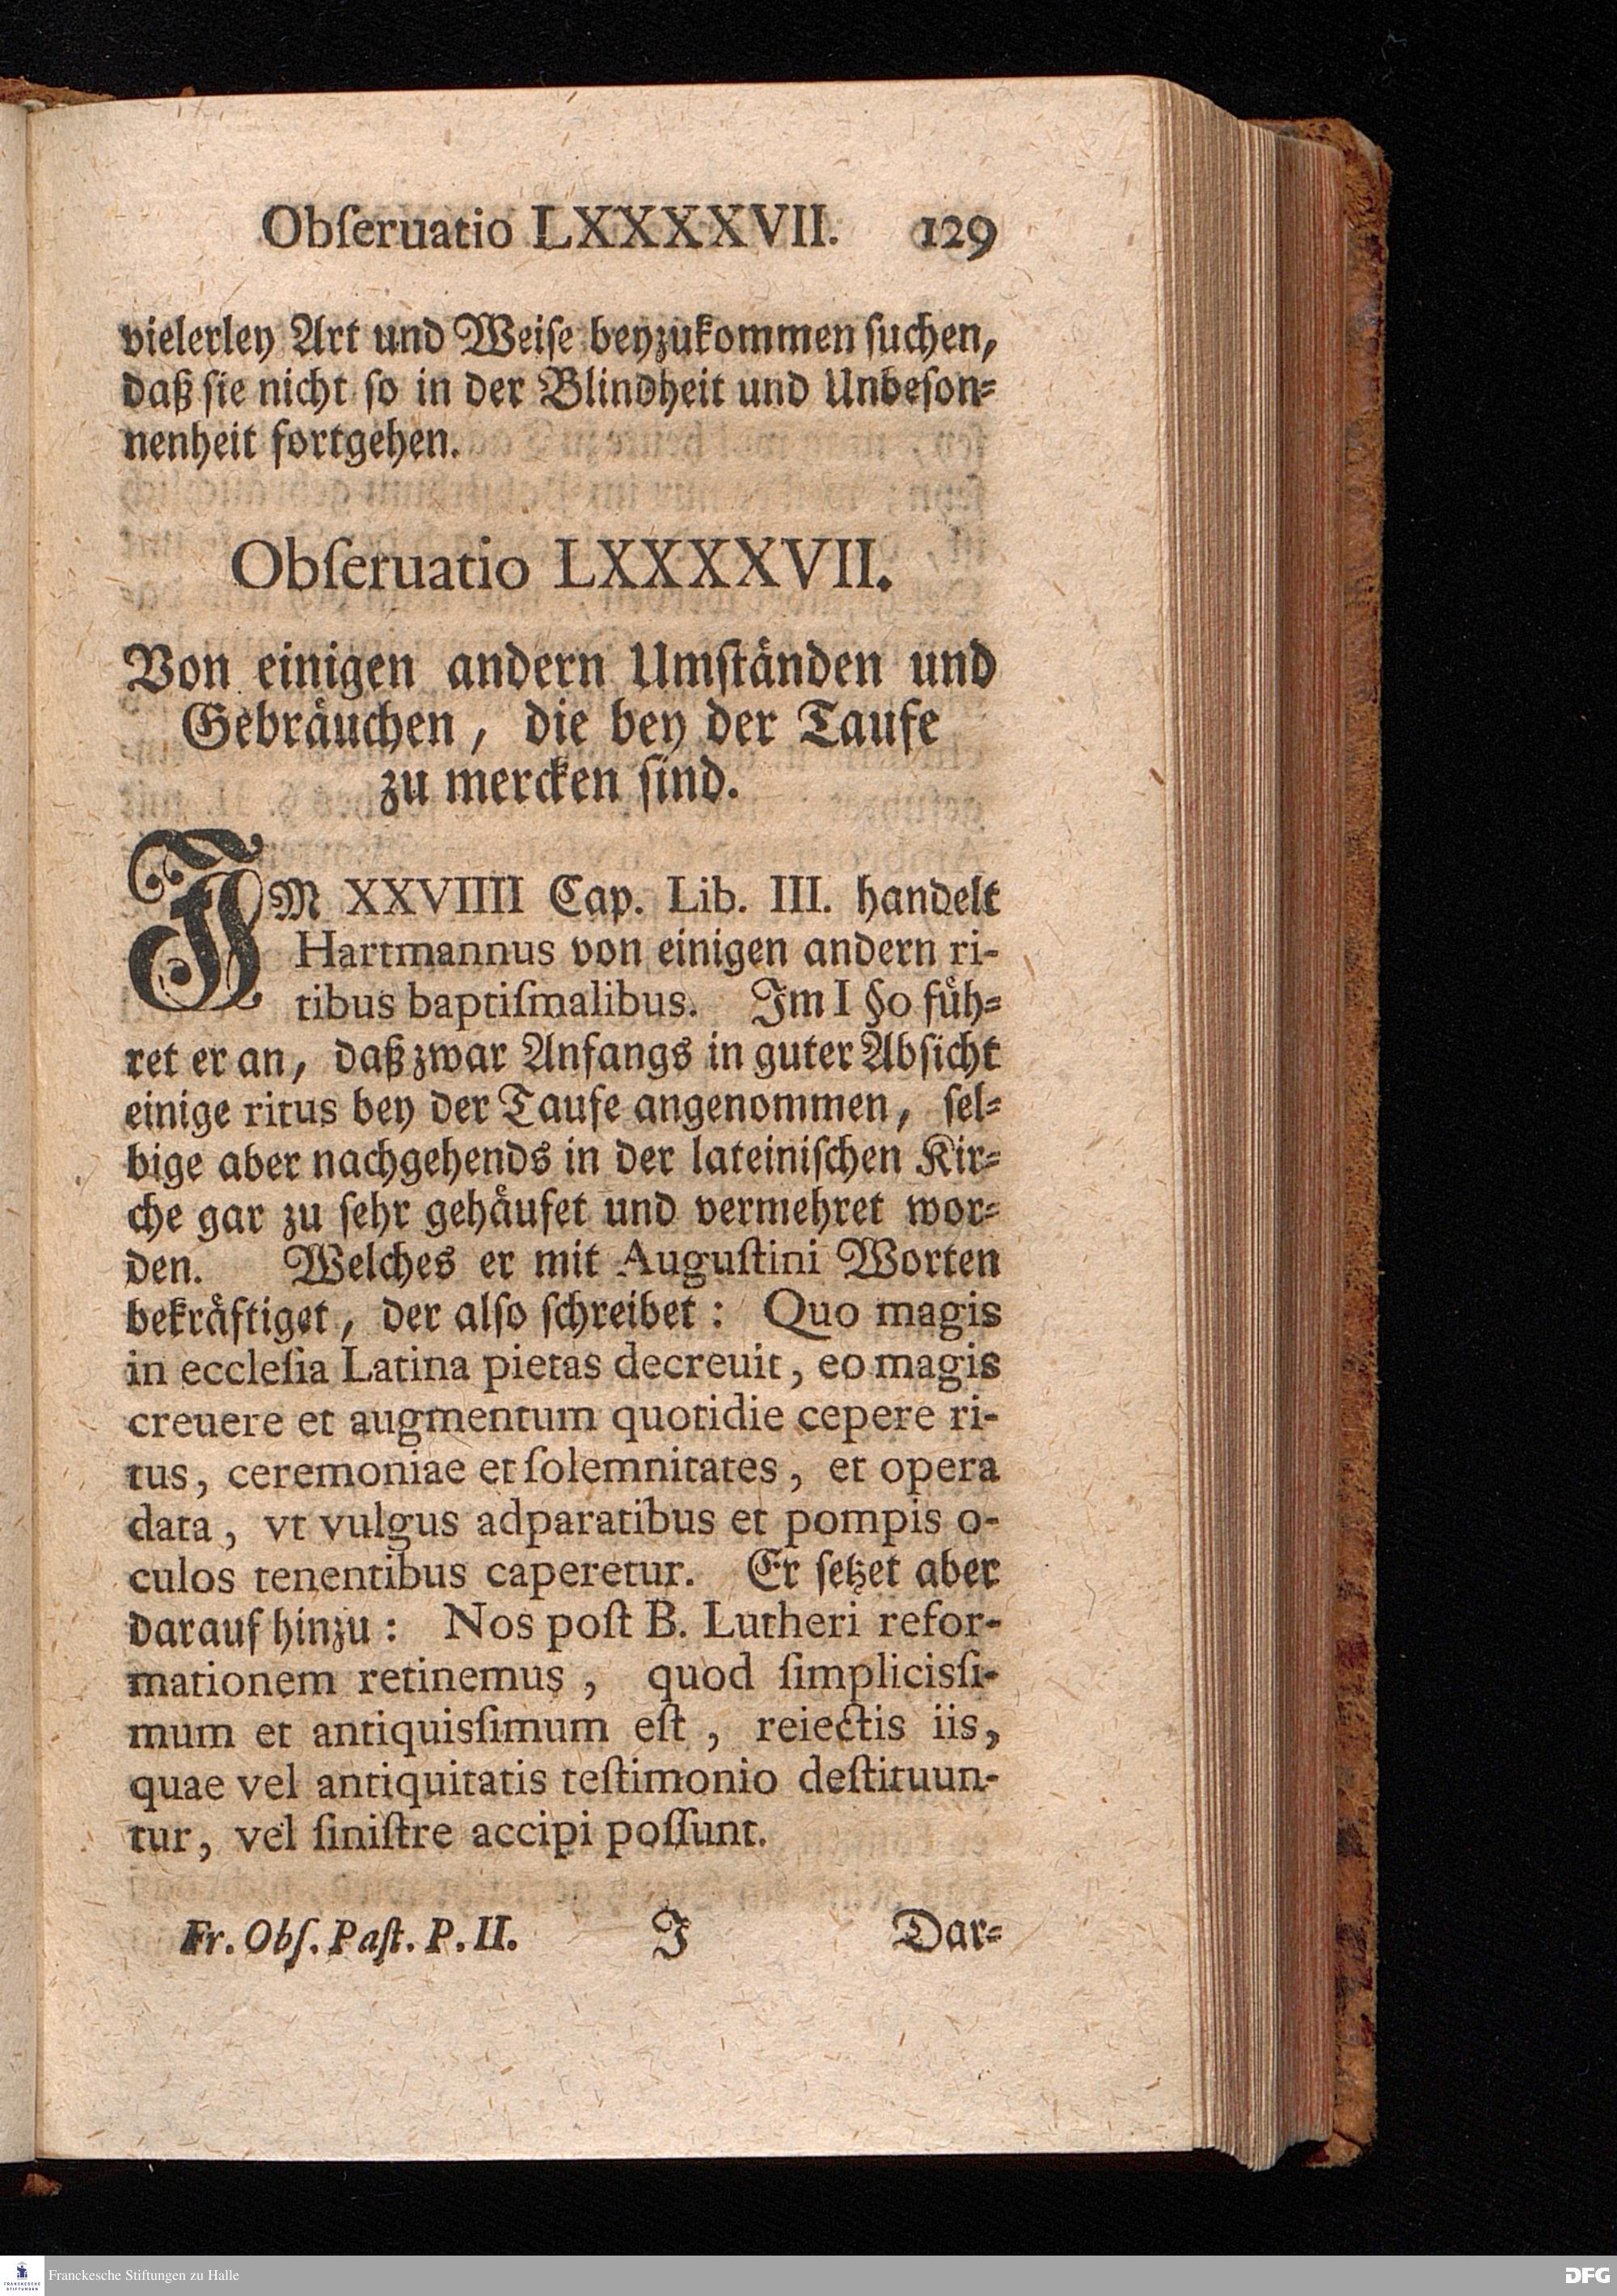 Obſeruatio LXXXXXVII. 129
vielerley Art und Weiſe beyzukommen ſuchen,
daß ſie nicht ſo in der Blindheit und Unbeſon-
nenheit fortgehen.
Obſeruatio LXXXXVII.
Von einigen andern Umſtänden und
Gebräuchen, die bey der Taufe
zu mercken ſind.
IM XXVIIII Cap. Lib. III. handelt
Hartmannus von einigen andern ri-
tibus baptiſmalibus. Im I §o füh-
ret er an, daß zwar Anfangs in guter Abſicht
einige ritus bey der Taufe angenommen, ſel-
bige aber nachgehends in der lateiniſchen Kir-
che gar zu ſehr gehäufet und vermehret wor-
den. Welches er mit Auguſtini Worten
bekräftiget, der alſo ſchreibet: Quo magis
in eccleſia Latina pietas decreuit, eo magis
creuere et augmentum quotidie cepere ri-
tus, ceremoniae et ſolemnitates, et opera
data, vt vulgus adparatibus et pompis o-
culos tenentibus caperetur. Er ſetzet aber
darauf hinzu: Nos poſt B. Lutheri refor-
mationem retinemus, quod ſimplicisſi-
mum et antiquisſimum eſt, reiectis iis,
quae vel antiquitatis teſtimonio deſtituun-
tur, vel ſiniſtre accipi poſſunt.
Fr. Obſ. Paſt. P. II. J Dar-
Franckesche Stiftungen zu Halle
FRANCKESCHE
STIFTUNGEN
DFG